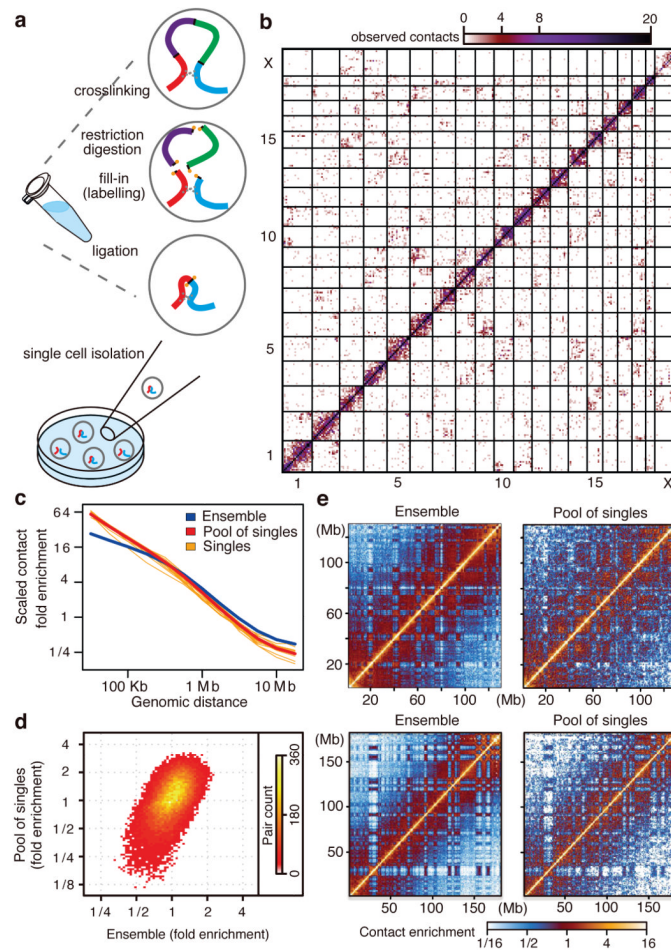 a
crosslinking
restriction
digestion
fill-in
(labelling)
ligation
single cell isolation
b
observed contacts
0 4 8 20
X
15
10
5
1
1 5 10 15 X
c
64
16
4
1
1/4
Scaled contact
fold enrichment
Ensemble
Pool of singles
Singles
100 Kb 1 Mb 10 Mb
Genomic distance
d
4
2
1
1/2
1/4
1/8
Pool of singles
(fold enrichment)
1/4 1/2 1 2 4
Ensemble (fold enrichment)
360
180
0
Pair count
e
Ensemble
Pool of singles
(Mb)
100
60
20
20 60 100 (Mb) 20 60 100
Ensemble
Pool of singles
(Mb)
150
100
50
50 100 150 (Mb) 50 100 150
Contact enrichment
1/16 1/2 1 4 16